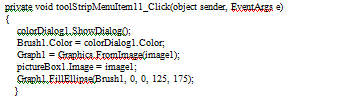 private void toolStripMenuItem11_Click(object sender, EventArgs e)
{
colorDialog1.ShowDialog();
Brush1.Color = colorDialog1.Color;
Graph1 = Graphics.FromImage(image1);
pictureBox1.Image = image1;
Graph1.FillEllipse(Brush1, 0, 0, 125, 175);
}